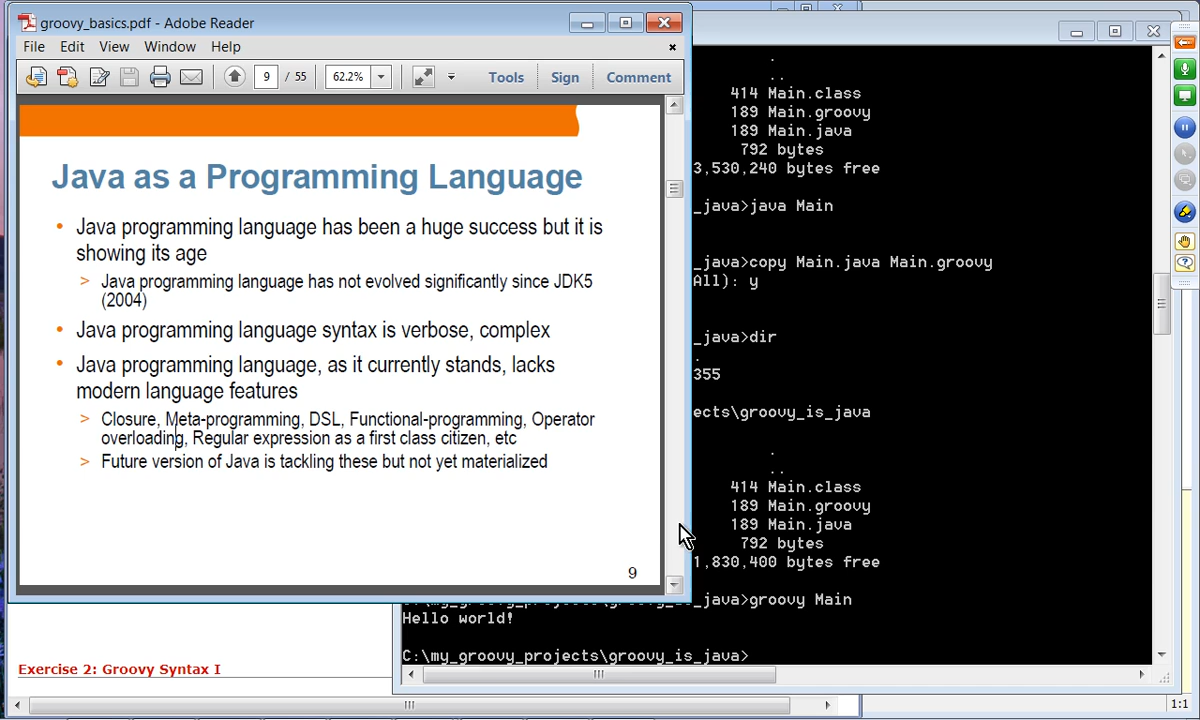 groovy_basics.pdf - Adobe Reader
File Edit View Window Help
9 / 55 62.2% Tools Sign Comment
Java as a Programming Language
• Java programming language has been a huge success but it is
showing its age
> Java programming language has not evolved significantly since JDK5
(2004)
• Java programming language syntax is verbose, complex
• Java programming language, as it currently stands, lacks
modern language features
> Closure, Meta-programming, DSL, Functional-programming, Operator
overloading, Regular expression as a first class citizen, etc
> Future version of Java is tackling these but not yet materialized
9
.
..
414 Main.class
189 Main.groovy
189 Main.java
792 bytes
3,530,240 bytes free
_java>java Main
_java>copy Main.java Main.groovy
All): y
_java>dir
.
355
ects\groovy_is_java
.
..
414 Main.class
189 Main.groovy
189 Main.java
792 bytes
1,830,400 bytes free
_java>groovy Main
Hello world!
C:\my_groovy_projects\groovy_is_java>
Exercise 2: Groovy Syntax I
1:1